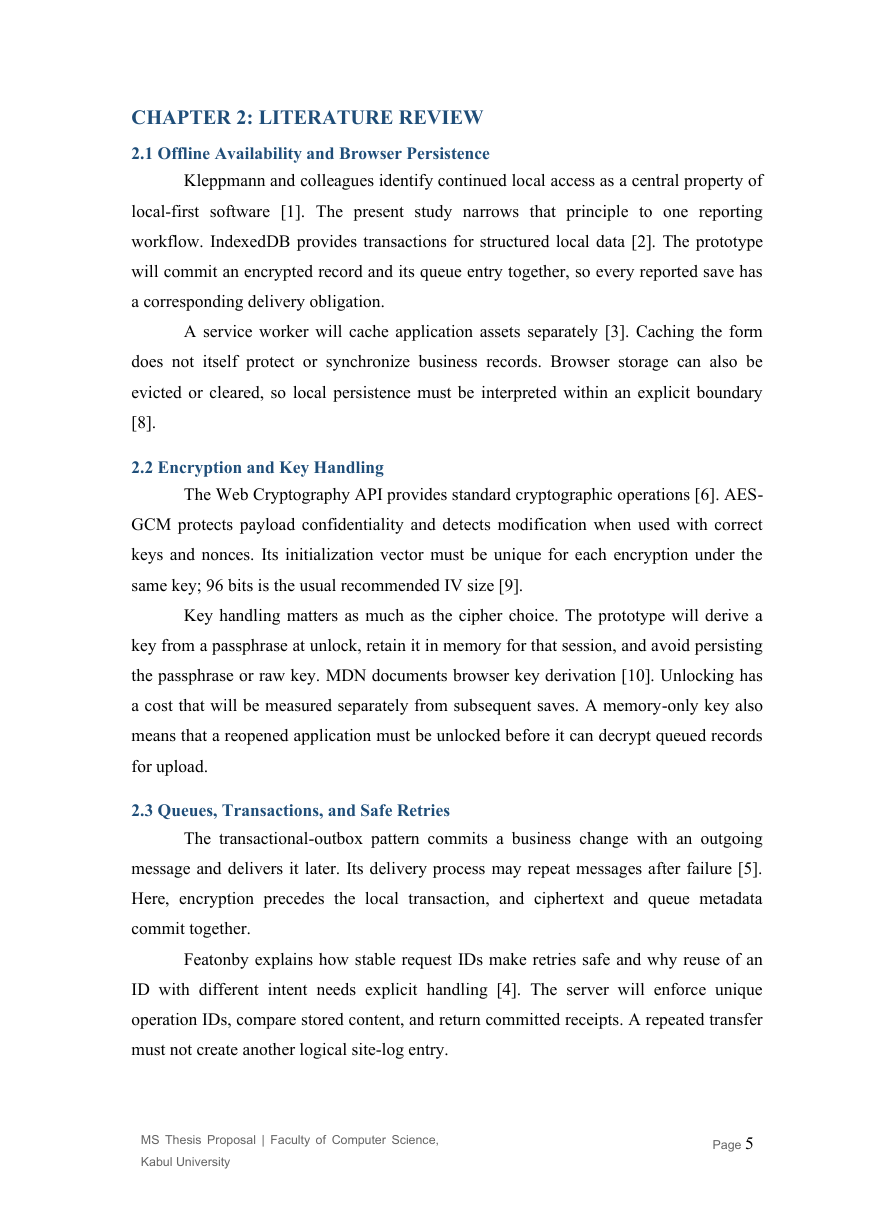 CHAPTER 2: LITERATURE REVIEW
2.1 Offline Availability and Browser Persistence
Kleppmann and colleagues identify continued local access as a central property of
local-first software [1]. The present study narrows that principle to one reporting
workflow. IndexedDB provides transactions for structured local data [2]. The prototype
will commit an encrypted record and its queue entry together, so every reported save has
a corresponding delivery obligation.
A service worker will cache application assets separately [3]. Caching the form
does not itself protect or synchronize business records. Browser storage can also be
evicted or cleared, so local persistence must be interpreted within an explicit boundary
[8].
2.2 Encryption and Key Handling
The Web Cryptography API provides standard cryptographic operations [6]. AES-
GCM protects payload confidentiality and detects modification when used with correct
keys and nonces. Its initialization vector must be unique for each encryption under the
same key; 96 bits is the usual recommended IV size [9].
Key handling matters as much as the cipher choice. The prototype will derive a
key from a passphrase at unlock, retain it in memory for that session, and avoid persisting
the passphrase or raw key. MDN documents browser key derivation [10]. Unlocking has
a cost that will be measured separately from subsequent saves. A memory-only key also
means that a reopened application must be unlocked before it can decrypt queued records
for upload.
2.3 Queues, Transactions, and Safe Retries
The transactional-outbox pattern commits a business change with an outgoing
message and delivers it later. Its delivery process may repeat messages after failure [5].
Here, encryption precedes the local transaction, and ciphertext and queue metadata
commit together.
Featonby explains how stable request IDs make retries safe and why reuse of an
ID with different intent needs explicit handling [4]. The server will enforce unique
operation IDs, compare stored content, and return committed receipts. A repeated transfer
must not create another logical site-log entry.
MS Thesis Proposal | Faculty of Computer Science,
Kabul University
Page 5